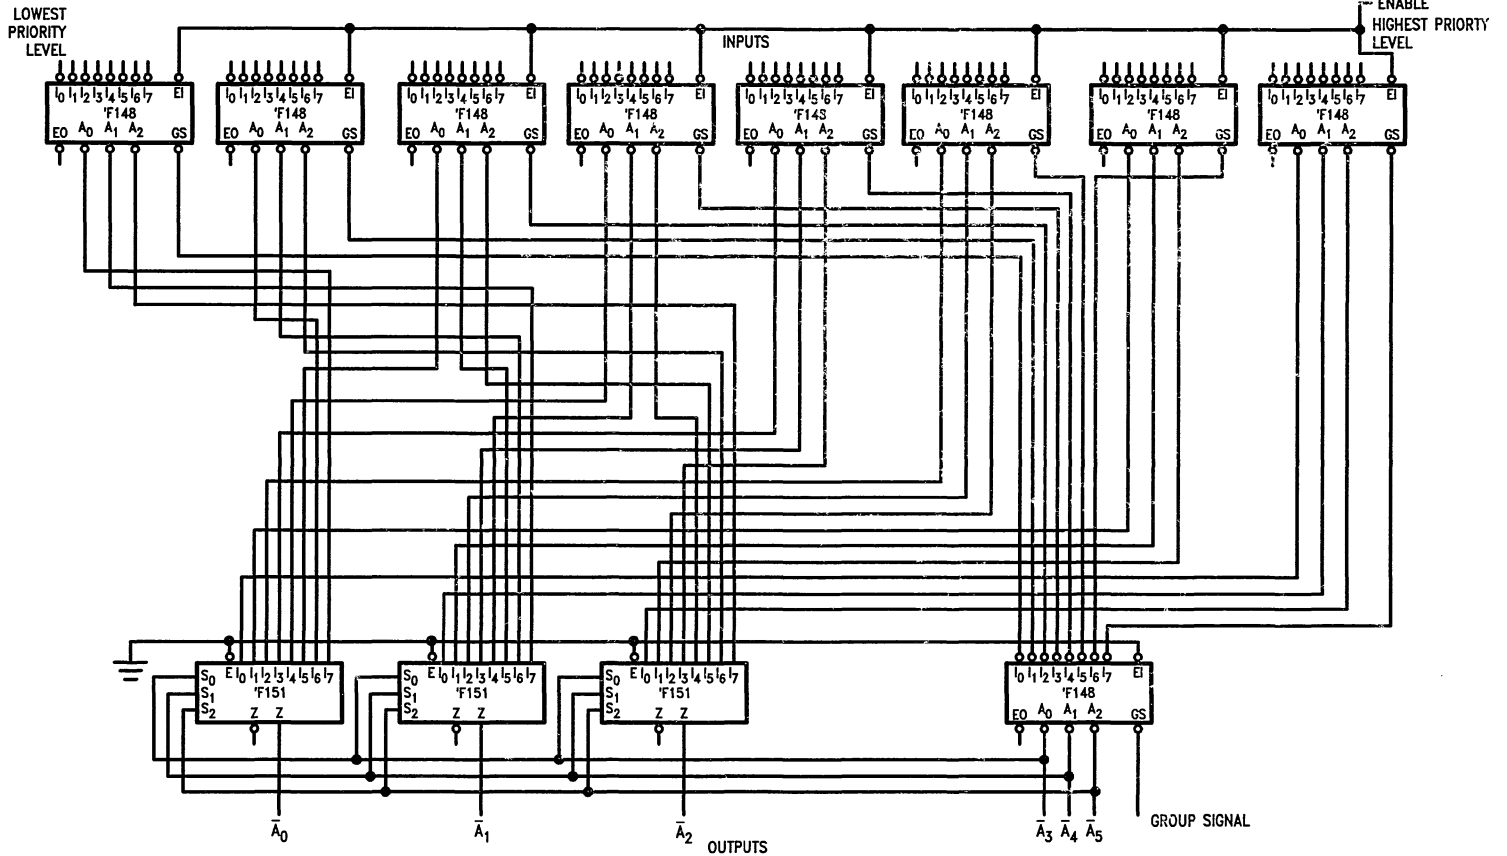 LOWEST
PRIORITY
LEVEL
ENABLE
HIGHEST PRIORTY
LEVEL
INPUTS
I0 I1 I2 I3 I4 I5 I6 I7 EI
'F148
EO A0 A1 A2 GS
I0 I1 I2 I3 I4 I5 I6 I7 EI
'F148
EO A0 A1 A2 GS
I0 I1 I2 I3 I4 I5 I6 I7 EI
'F148
EO A0 A1 A2 GS
I0 I1 I2 I3 I4 I5 I6 I7 EI
'F148
EO A0 A1 A2 GS
I0 I1 I2 I3 I4 I5 I6 I7 EI
'F148
EO A0 A1 A2 GS
I0 I1 I2 I3 I4 I5 I6 I7 EI
'F148
EO A0 A1 A2 GS
I0 I1 I2 I3 I4 I5 I6 I7 EI
'F148
EO A0 A1 A2 GS
I0 I1 I2 I3 I4 I5 I6 I7 EI
'F148
EO A0 A1 A2 GS
E I0 I1 I2 I3 I4 I5 I6 I7
S0
S1
S2
'F151
Z Z
E I0 I1 I2 I3 I4 I5 I6 I7
S0
S1
S2
'F151
Z Z
E I0 I1 I2 I3 I4 I5 I6 I7
S0
S1
S2
'F151
Z Z
I0 I1 I2 I3 I4 I5 I6 I7 EI
'F148
EO A0 A1 A2 GS
Ā0
Ā1
Ā2
Ā3 Ā4 Ā5
GROUP SIGNAL
OUTPUTS